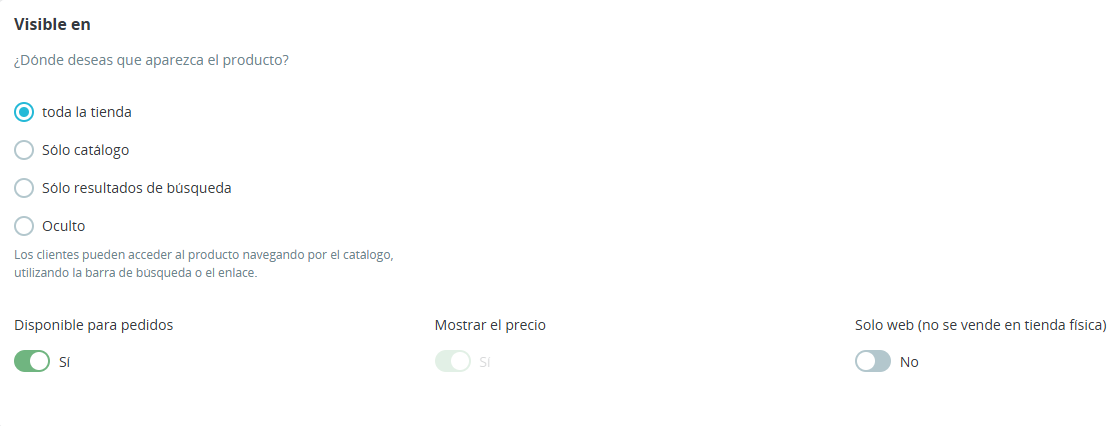 Visible en
¿Dónde deseas que aparezca el producto?
toda la tienda
Sólo catálogo
Sólo resultados de búsqueda
Oculto
Los clientes pueden acceder al producto navegando por el catálogo,
utilizando la barra de búsqueda o el enlace.
Disponible para pedidos
Sí
Mostrar el precio
Sí
Solo web (no se vende en tienda física)
No